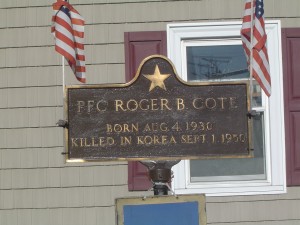 PFC ROGER B COTE
BORN AUG. 4, 1930
KILLED IN KOREA SEPT. 1, 1950